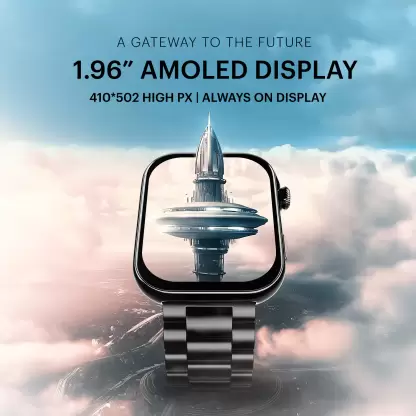 A GATEWAY TO THE FUTURE
1.96” AMOLED DISPLAY
410*502 HIGH PX | ALWAYS ON DISPLAY